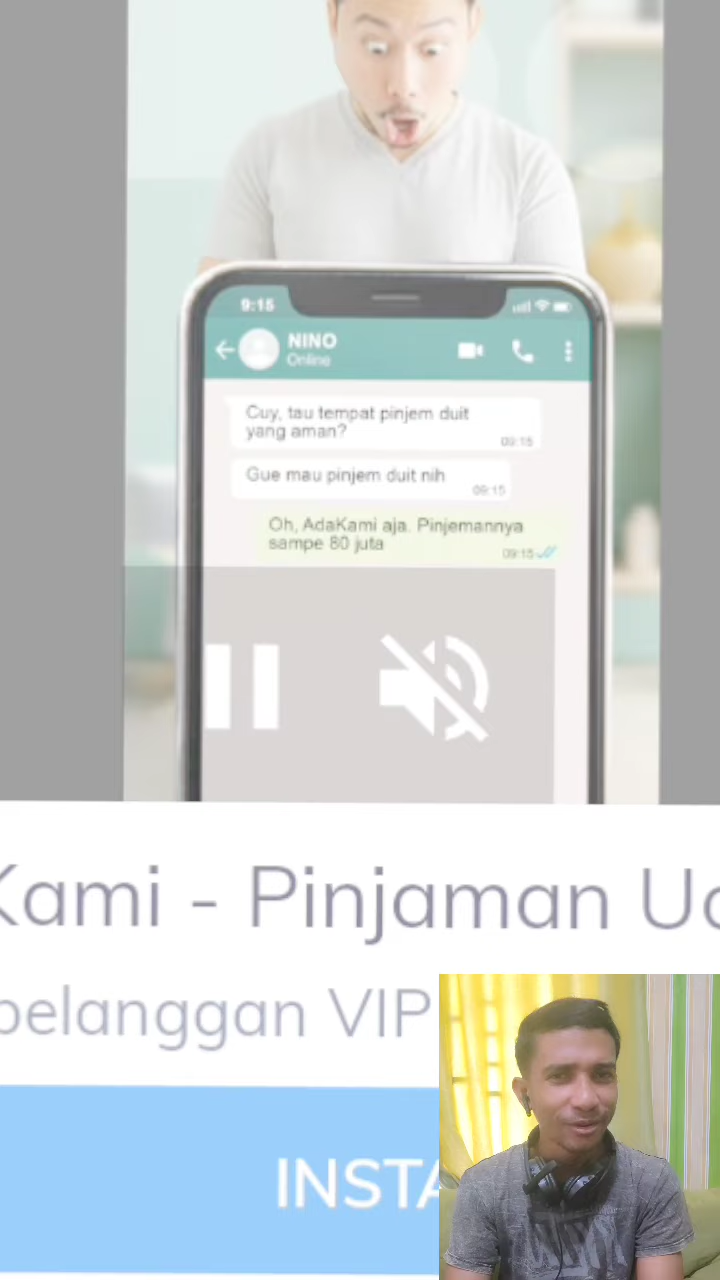 9:15
NINO
Online
Cuy, tau tempat pinjem duit
yang aman?
09:15
Gue mau pinjem duit nih
09:15
Oh, AdaKami aja. Pinjemannya
sampe 80 juta
09:15
Kami - Pinjaman
pelanggan VIP